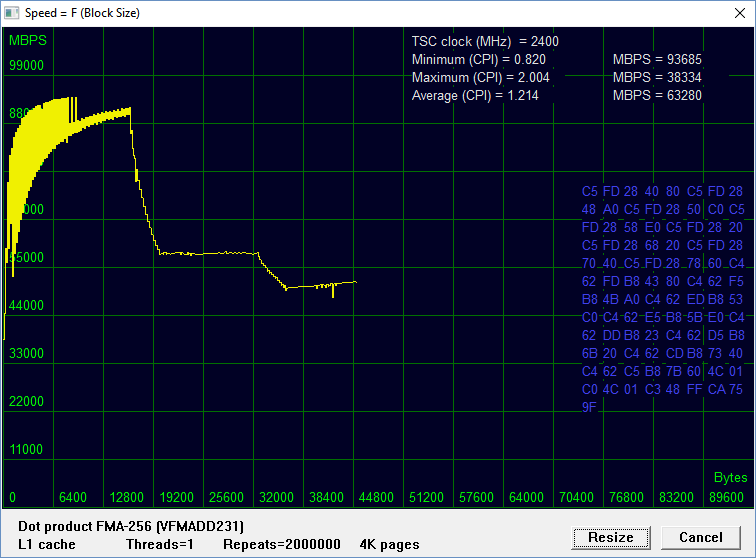 Speed = F (Block Size)
MBPS
TSC clock (MHz) = 2400
Minimum (CPI) = 0.820 MBPS = 93685
Maximum (CPI) = 2.004 MBPS = 38334
Average (CPI) = 1.214 MBPS = 63280
99000
880
000
55000
44000
33000
22000
11000
C5 FD 28 40 80 C5 FD 28
48 A0 C5 FD 28 50 C0 C5
FD 28 58 E0 C5 FD 28 20
C5 FD 28 68 20 C5 FD 28
70 40 C5 FD 28 78 60 C4
62 FD B8 43 80 C4 62 F5
B8 4B A0 C4 62 ED B8 53
C0 C4 62 E5 B8 5B E0 C4
62 DD B8 23 C4 62 D5 B8
6B 20 C4 62 CD B8 73 40
C4 62 C5 B8 7B 60 4C 01
C0 4C 01 C3 48 FF CA 75
9F
Bytes
0 6400 12800 19200 25600 32000 38400 44800 51200 57600 64000 70400 76800 83200 89600
Dot product FMA-256 (VFMADD231)
L1 cache Threads=1 Repeats=2000000 4K pages
Resize Cancel